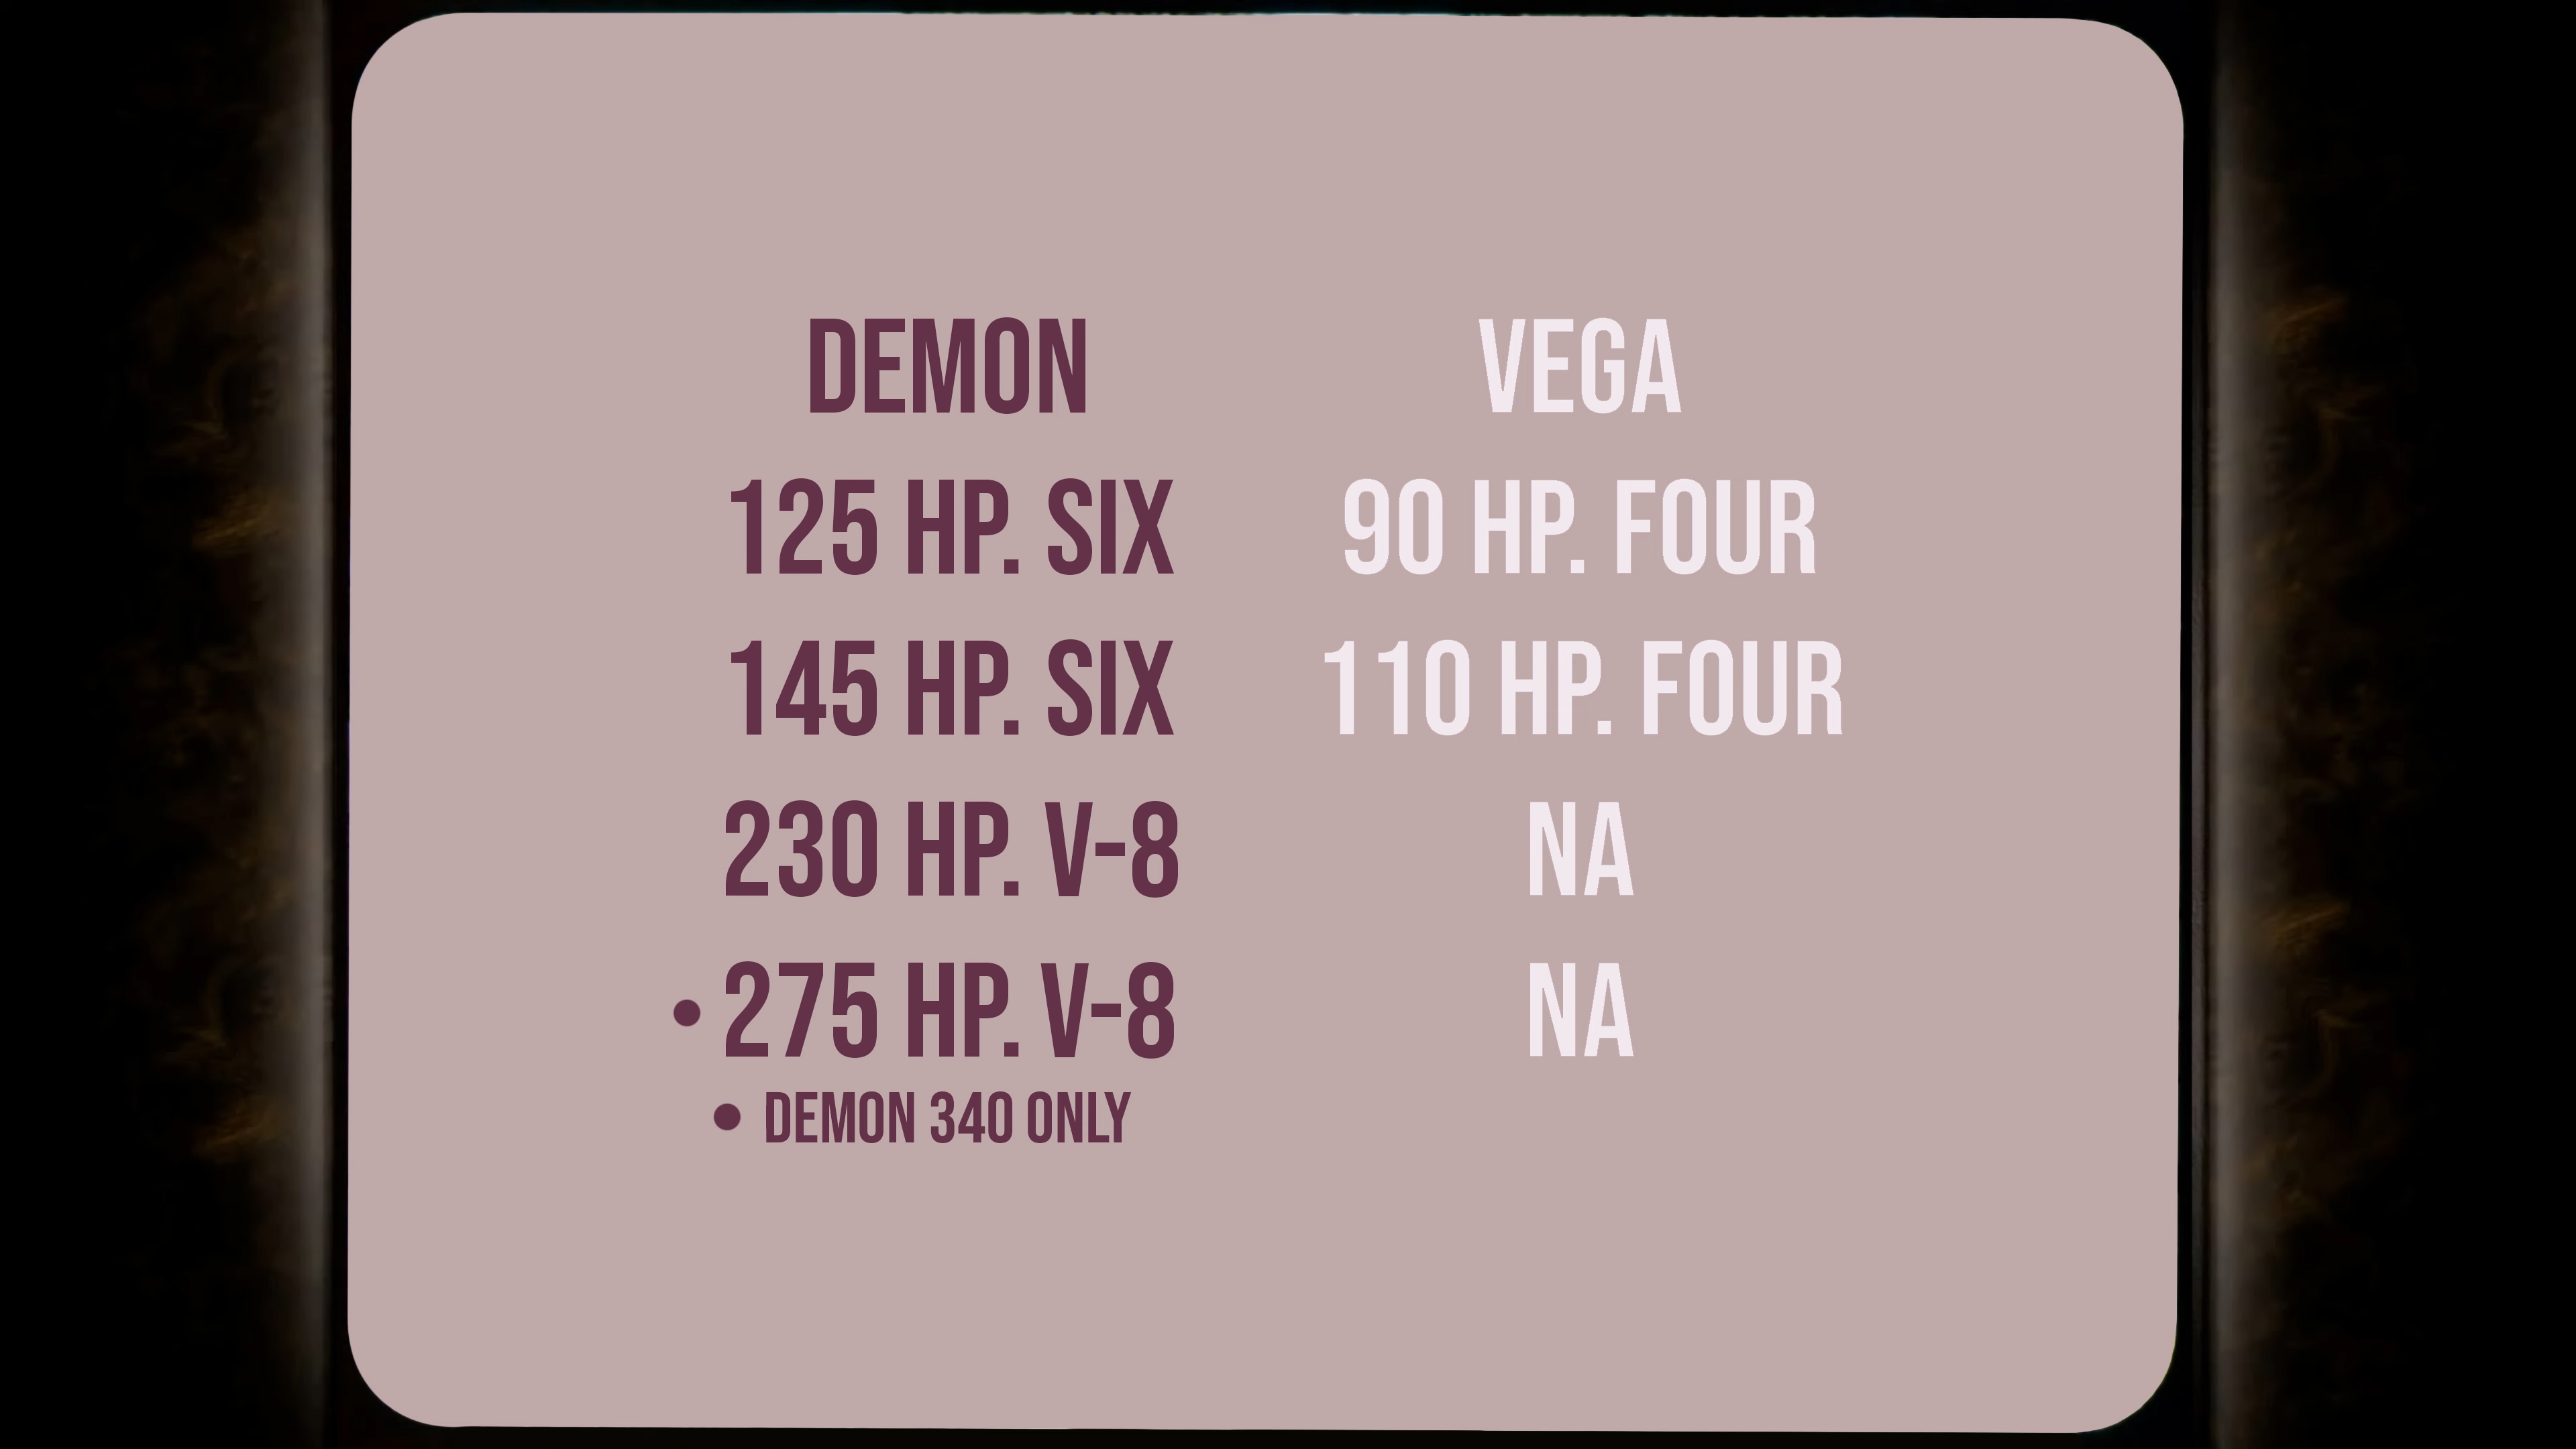 DEMON VEGA
125 HP. SIX 90 HP. FOUR
145 HP. SIX 110 HP. FOUR
230 HP. V-8 NA
• 275 HP. V-8 NA
• DEMON 340 ONLY